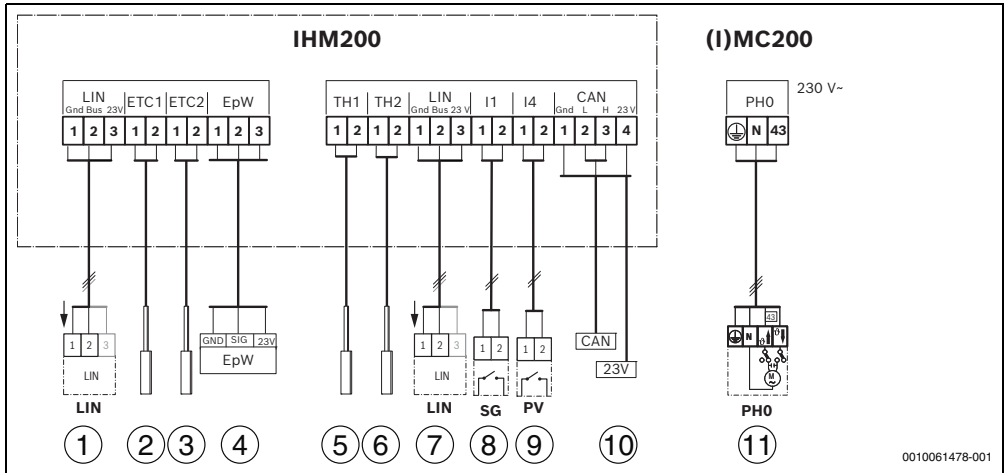 IHM200 (I)MC200
LIN ETC1 ETC2 EpW TH1 TH2 LIN I1 I4 CAN PH0 230 V~
Gnd Bus 23V Gnd Bus 23 V Gnd L H 23 V
1 2 3 1 2 1 2 1 2 3 1 2 1 2 1 2 3 1 2 1 2 1 2 3 4 N 43
43
1 2 3 GND SIG 23V 1 2 3 1 2 1 2 CAN N
LIN EpW LIN 23V M
LIN LIN SG PV PH0
1 2 3 4 5 6 7 8 9 10 11
0010061478-001